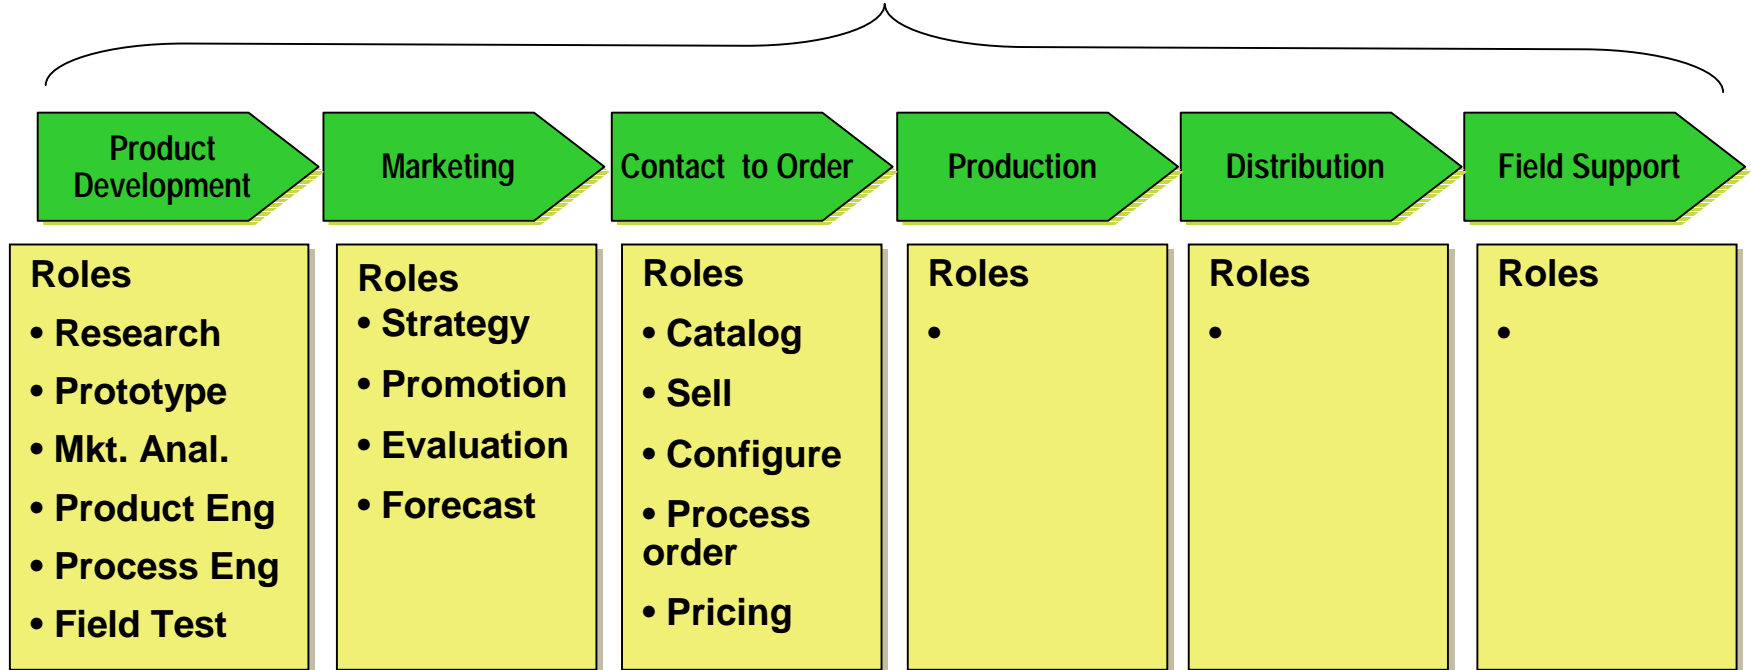 Product
Development
Marketing
Contact to Order
Production
Distribution
Field Support
Roles
• Research
• Prototype
• Mkt. Anal.
• Product Eng
• Process Eng
• Field Test
Roles
• Strategy
• Promotion
• Evaluation
• Forecast
Roles
• Catalog
• Sell
• Configure
• Process
order
• Pricing
Roles
•
Roles
•
Roles
•